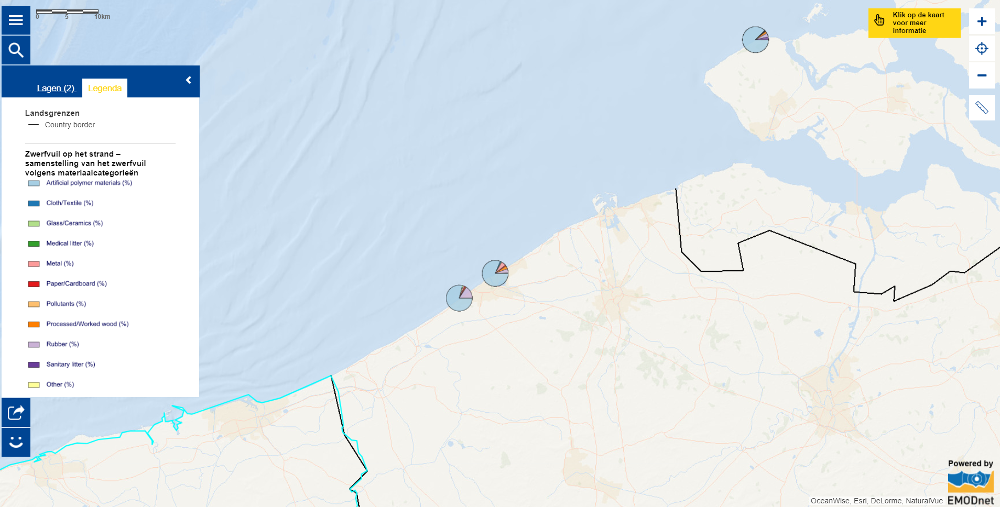 0 5 10km
Klik op de kaart
voor meer
informatie
Lagen (2)
Legenda
Landsgrenzen
Country border
Zwerfvuil op het strand –
samenstelling van het zwerfvuil
volgens materiaalcategorieën
Artificial polymer materials (%)
Cloth/Textile (%)
Glass/Ceramics (%)
Medical litter (%)
Metal (%)
Paper/Cardboard (%)
Pollutants (%)
Processed/Worked wood (%)
Rubber (%)
Sanitary litter (%)
Other (%)
Powered by
EMODnet
OceanWise, Esri, DeLorme, NaturalVue